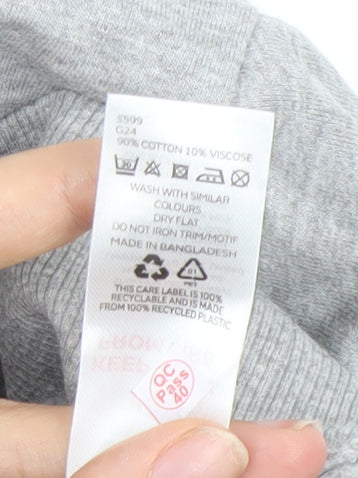 S599
G24
90% COTTON 10% VISCOSE
WASH WITH SIMILAR
COLOURS
DRY FLAT
DO NOT IRON TRIM/MOTIF
MADE IN BANGLADESH
01
PET
THIS CARE LABEL IS 100%
RECYCLABLE AND IS MADE
FROM 100% RECYCLED PLASTIC
QC
Pass
40